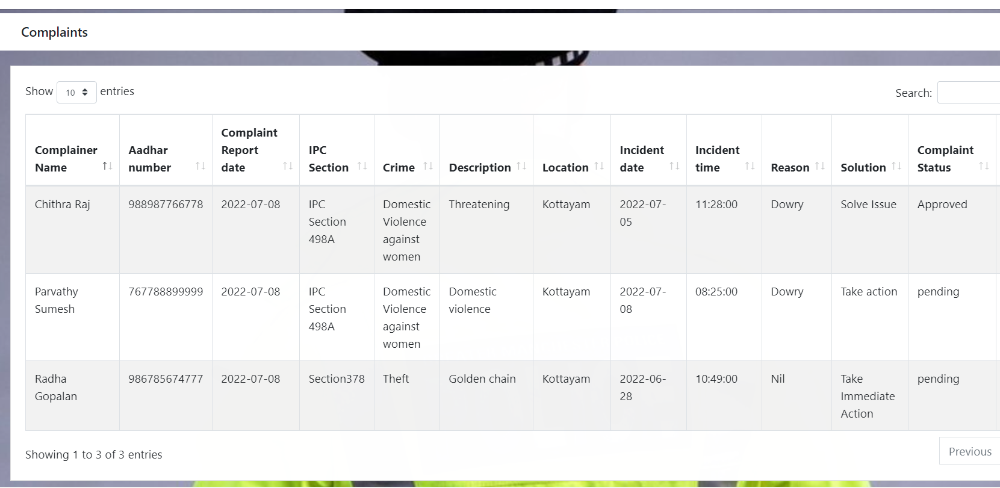 Complaints
Show 10 entries
Search:
Complainer Name	Aadhar number	Complaint Report date	IPC Section	Crime	Description	Location	Incident date	Incident time	Reason	Solution	Complaint Status
Chithra Raj	988987766778	2022-07-08	IPC Section 498A	Domestic Violence against women	Threatening	Kottayam	2022-07-05	11:28:00	Dowry	Solve Issue	Approved
Parvathy Sumesh	767788899999	2022-07-08	IPC Section 498A	Domestic Violence against women	Domestic violence	Kottayam	2022-07-08	08:25:00	Dowry	Take action	pending
Radha Gopalan	986785674777	2022-07-08	Section378	Theft	Golden chain	Kottayam	2022-06-28	10:49:00	Nil	Take Immediate Action	pending
Showing 1 to 3 of 3 entries
Previous